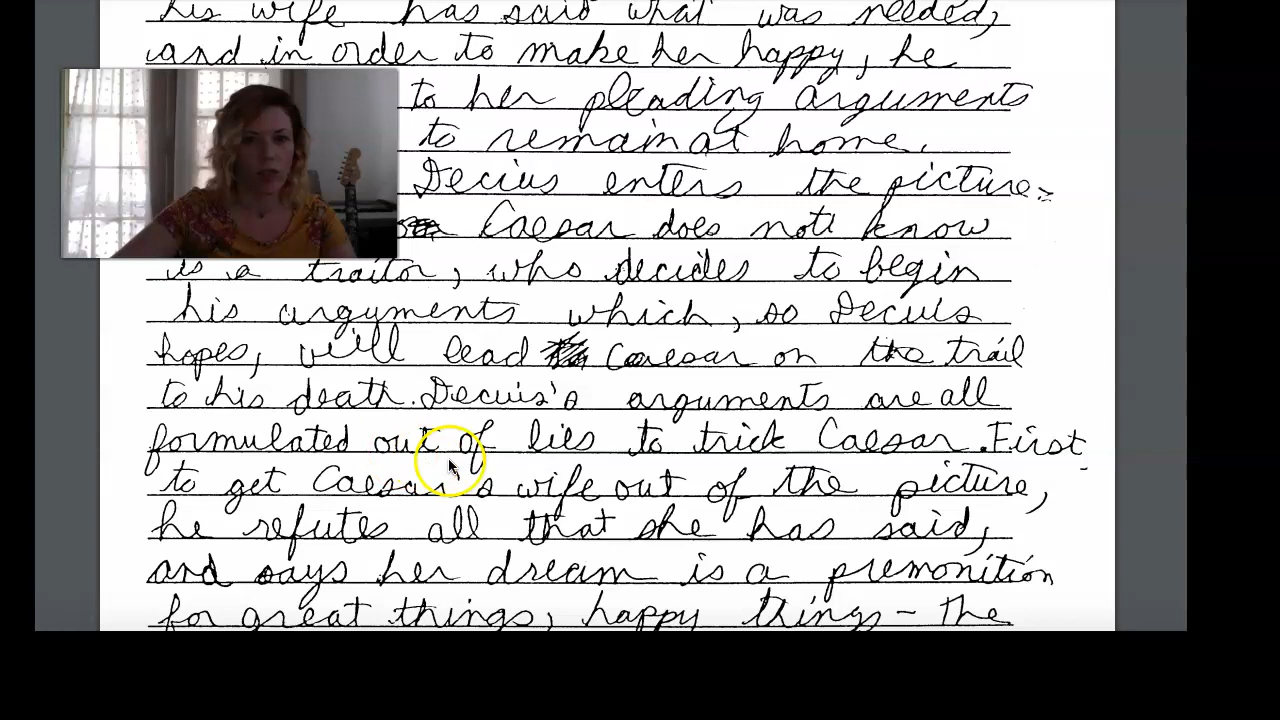 his wife has said what was needed,
and in order to make her happy, he
to her pleading arguments
to remain at home.
Decius enters the picture.
Caesar does not know
is a traitor, who decides to begin
his arguments which, so Decuis
hopes, will lead Caesar on the trail
to his death. Decuis's arguments are all
formulated out of lies to trick Caesar. First
to get Caesar's wife out of the picture,
he refutes all that she has said,
and says her dream is a premonition
for great things, happy things - the